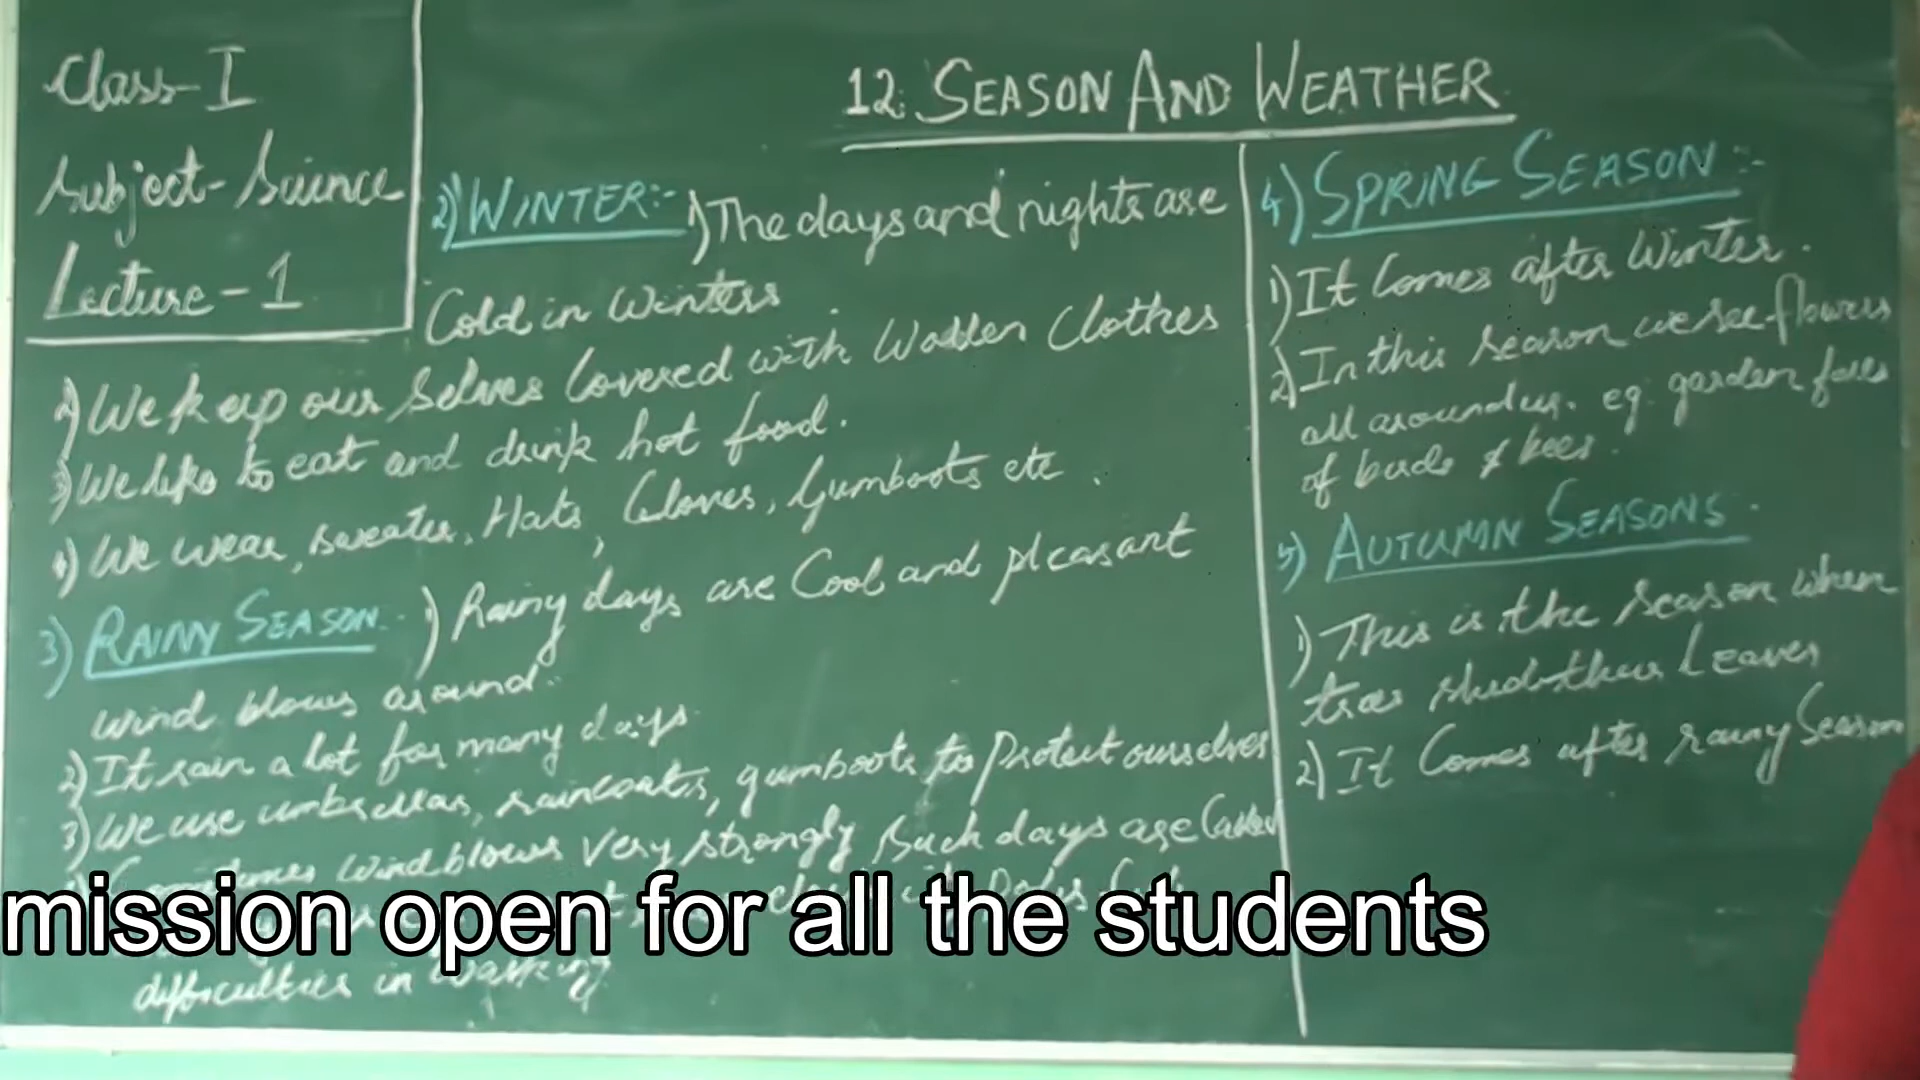 Class-I
Subject-Science
Lecture-1
12. SEASON AND WEATHER
2) WINTER:- 1) The days and nights are
Cold in Winters
2) We keep our Selves Covered with Wollen Clothes
3) We like to eat and drink hot food.
4) We wear, sweater, Hats, Gloves, Gumboots etc.
3) RAINY SEASON:- 1) Rainy days are Cool and pleasant
wind blows around.
2) It rain a lot for many days.
3) We use umbrellas, raincoats, gumboots to Protect ourselves
Sometimes wind blows very strongly such days are Called
difficulties in walking
4) SPRING SEASON:-
1) It Comes after Winter.
2) In this season we see flowers
all around us. eg: garden
of buds & bees.
5) AUTUMN SEASONS.
1) This is the season when
trees shed their Leaves
2) It Comes after rainy Season
mission open for all the students